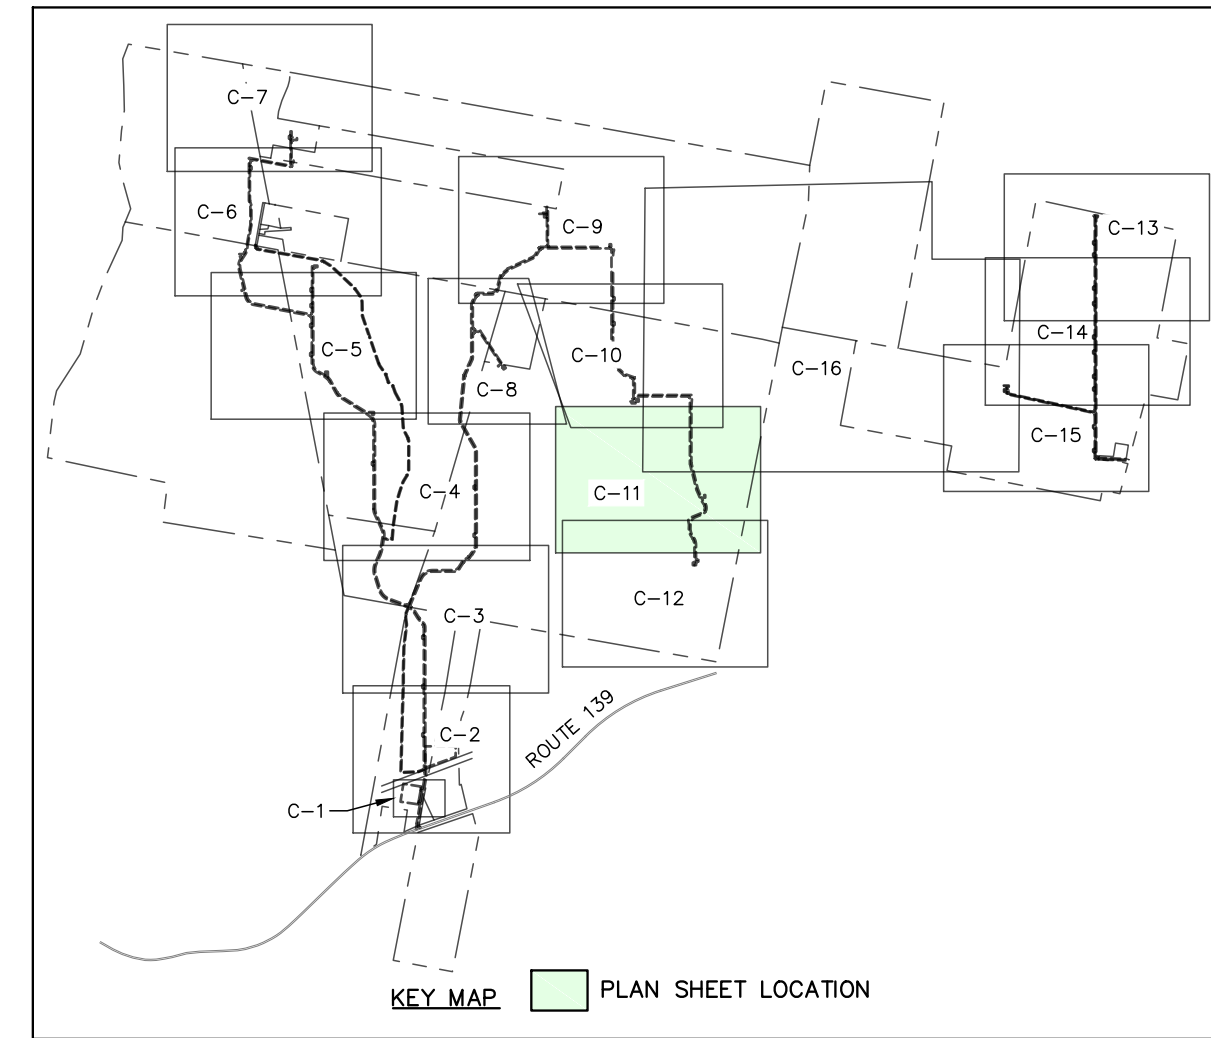 C-7
C-6
C-9
C-13
C-14
C-5
C-10
C-16
C-8
C-15
C-4
C-11
C-12
C-3
C-2
ROUTE 139
C-1
KEY MAP
PLAN SHEET LOCATION